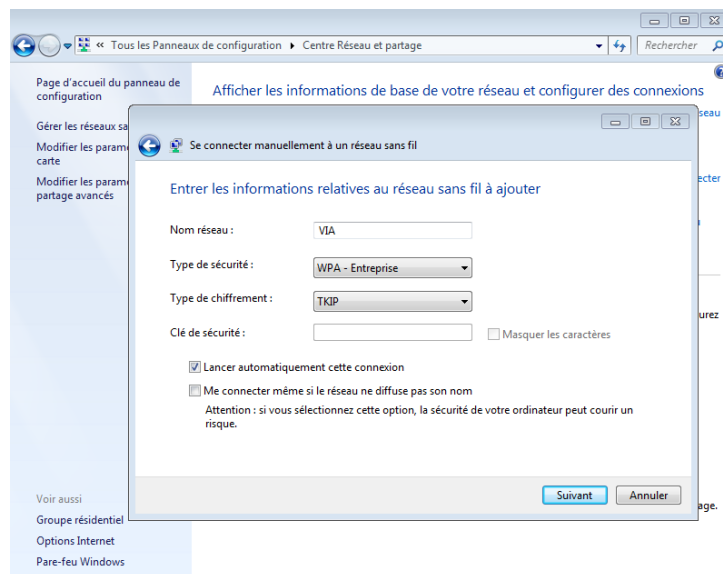 « Tous les Panneaux de configuration ▸ Centre Réseau et partage
Rechercher
Page d'accueil du panneau de
configuration
Afficher les informations de base de votre réseau et configurer des connexions
Gérer les réseaux sa
Modifier les paramè
carte
Modifier les paramè
partage avancés
seau
ecter
urez
age.
Se connecter manuellement à un réseau sans fil
Entrer les informations relatives au réseau sans fil à ajouter
Nom réseau :
VIA
Type de sécurité :
WPA - Entreprise
Type de chiffrement :
TKIP
Clé de sécurité :
Masquer les caractères
Lancer automatiquement cette connexion
Me connecter même si le réseau ne diffuse pas son nom
Attention : si vous sélectionnez cette option, la sécurité de votre ordinateur peut courir un
risque.
Suivant
Annuler
Voir aussi
Groupe résidentiel
Options Internet
Pare-feu Windows